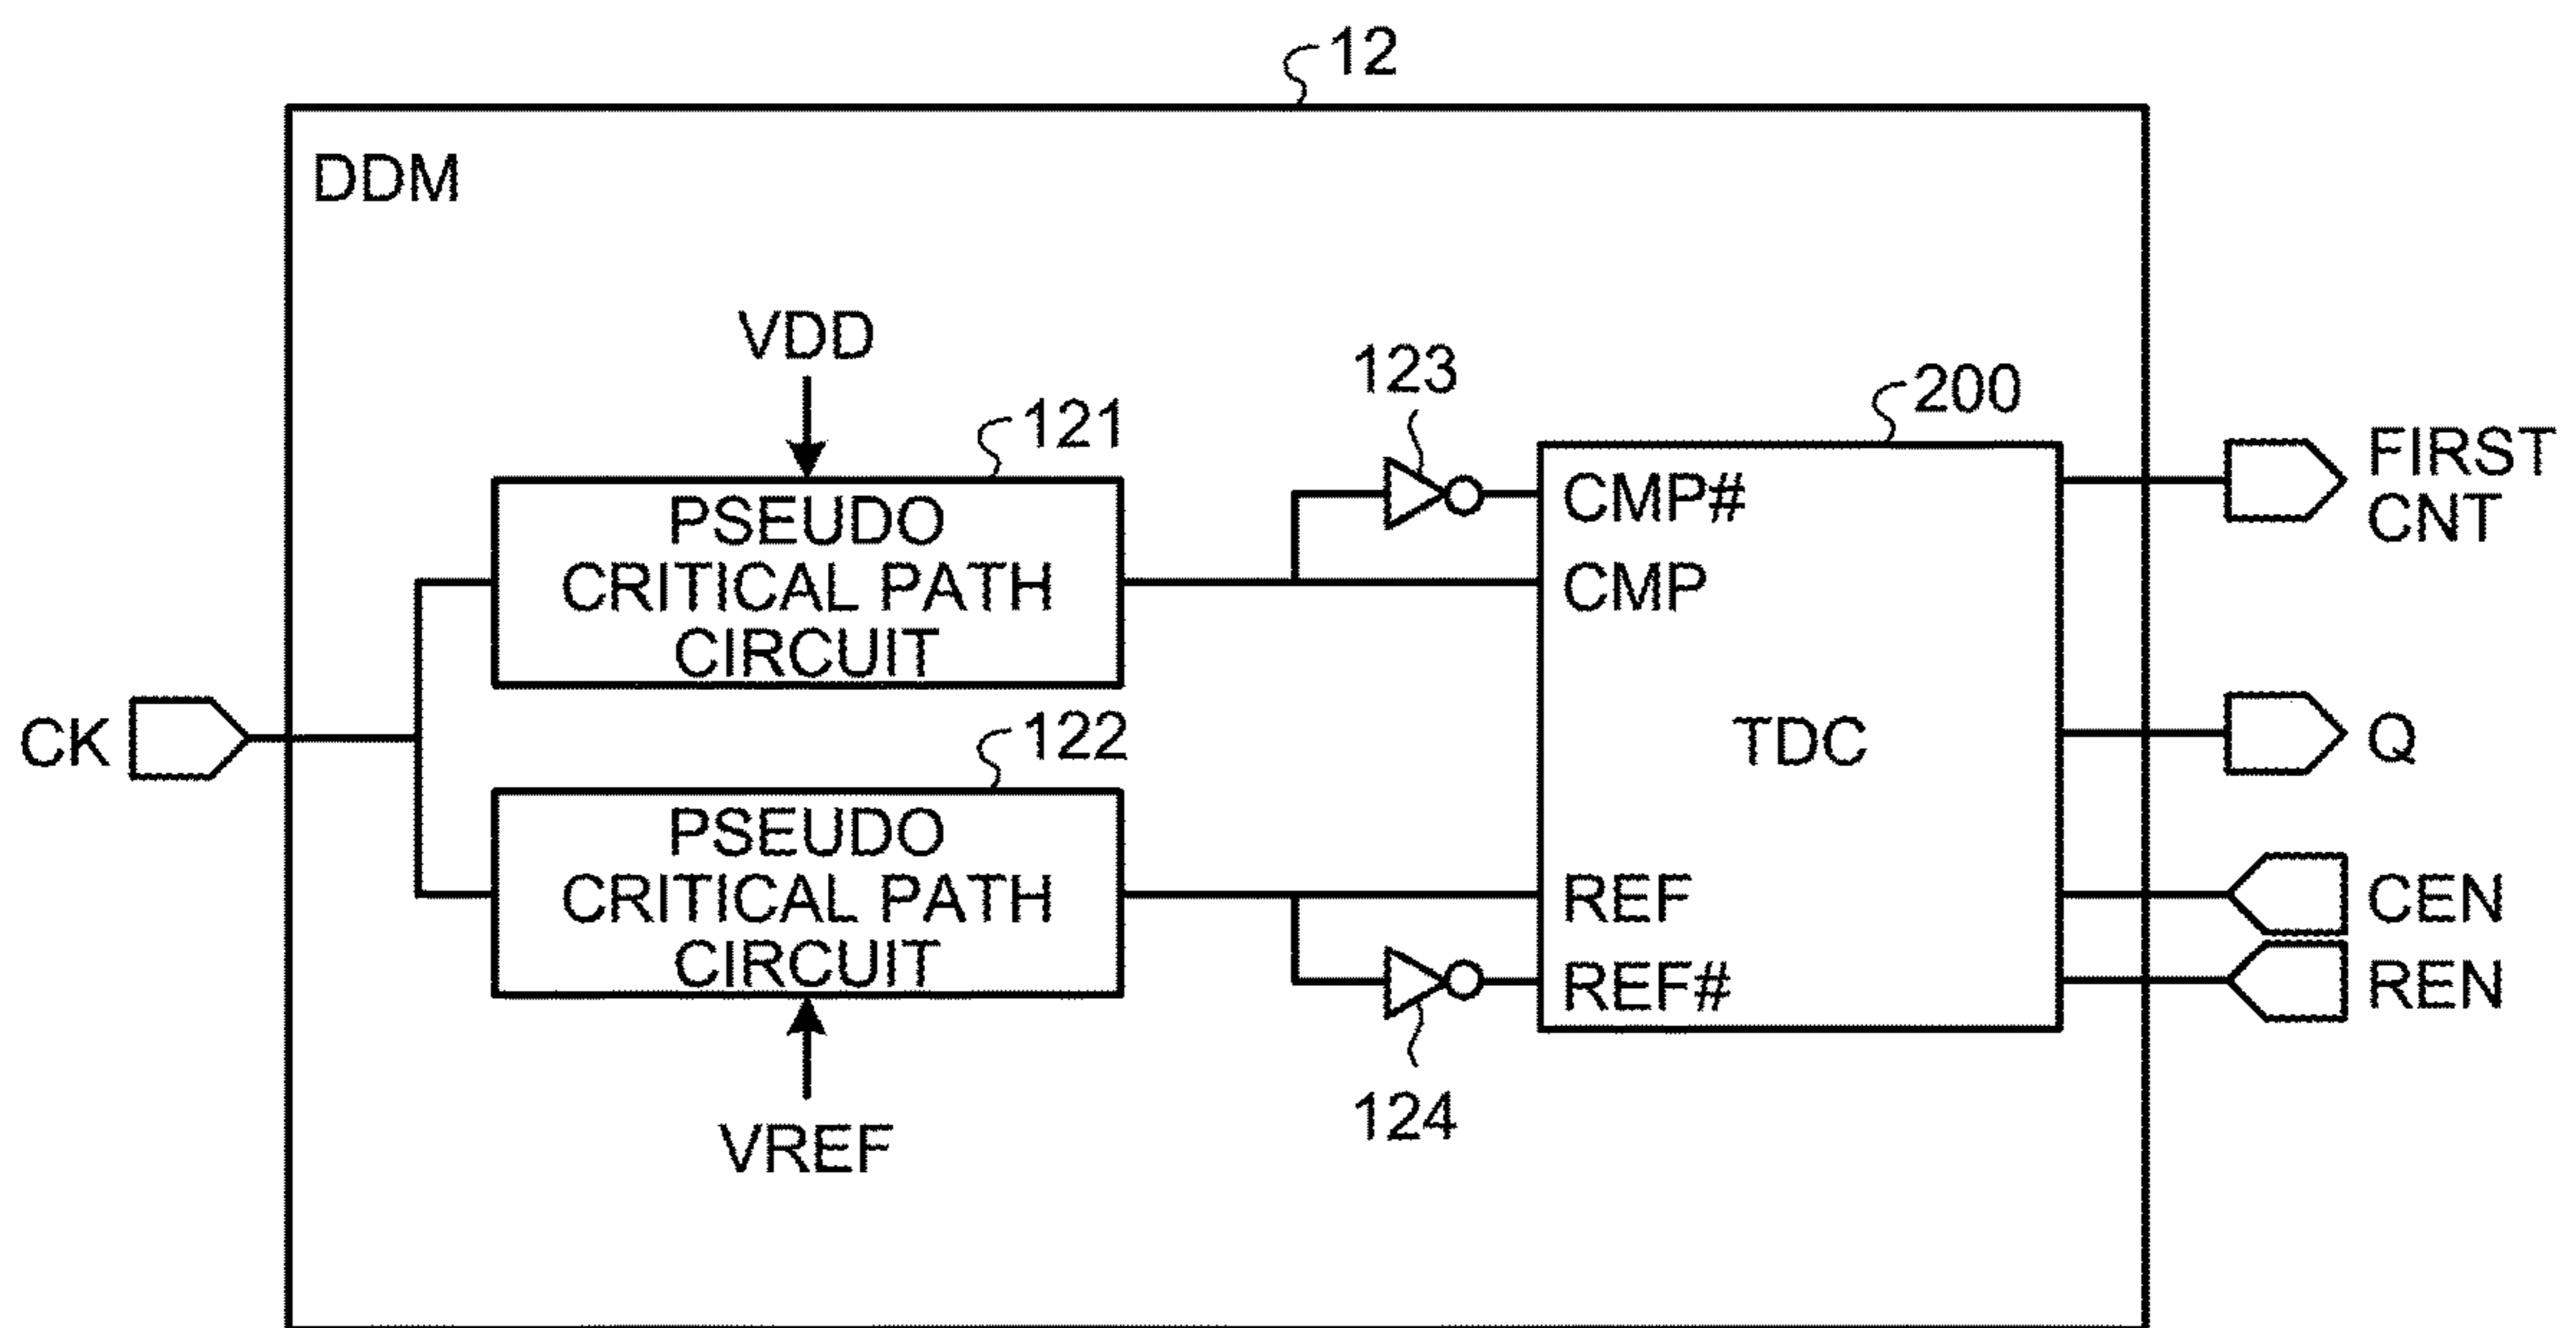 12
DDM
VDD
121
PSEUDO
CRITICAL PATH
CIRCUIT
123
200
CMP#
CMP
FIRST
CNT
CK
122
PSEUDO
CRITICAL PATH
CIRCUIT
TDC
Q
REF
REF#
CEN
REN
VREF
124